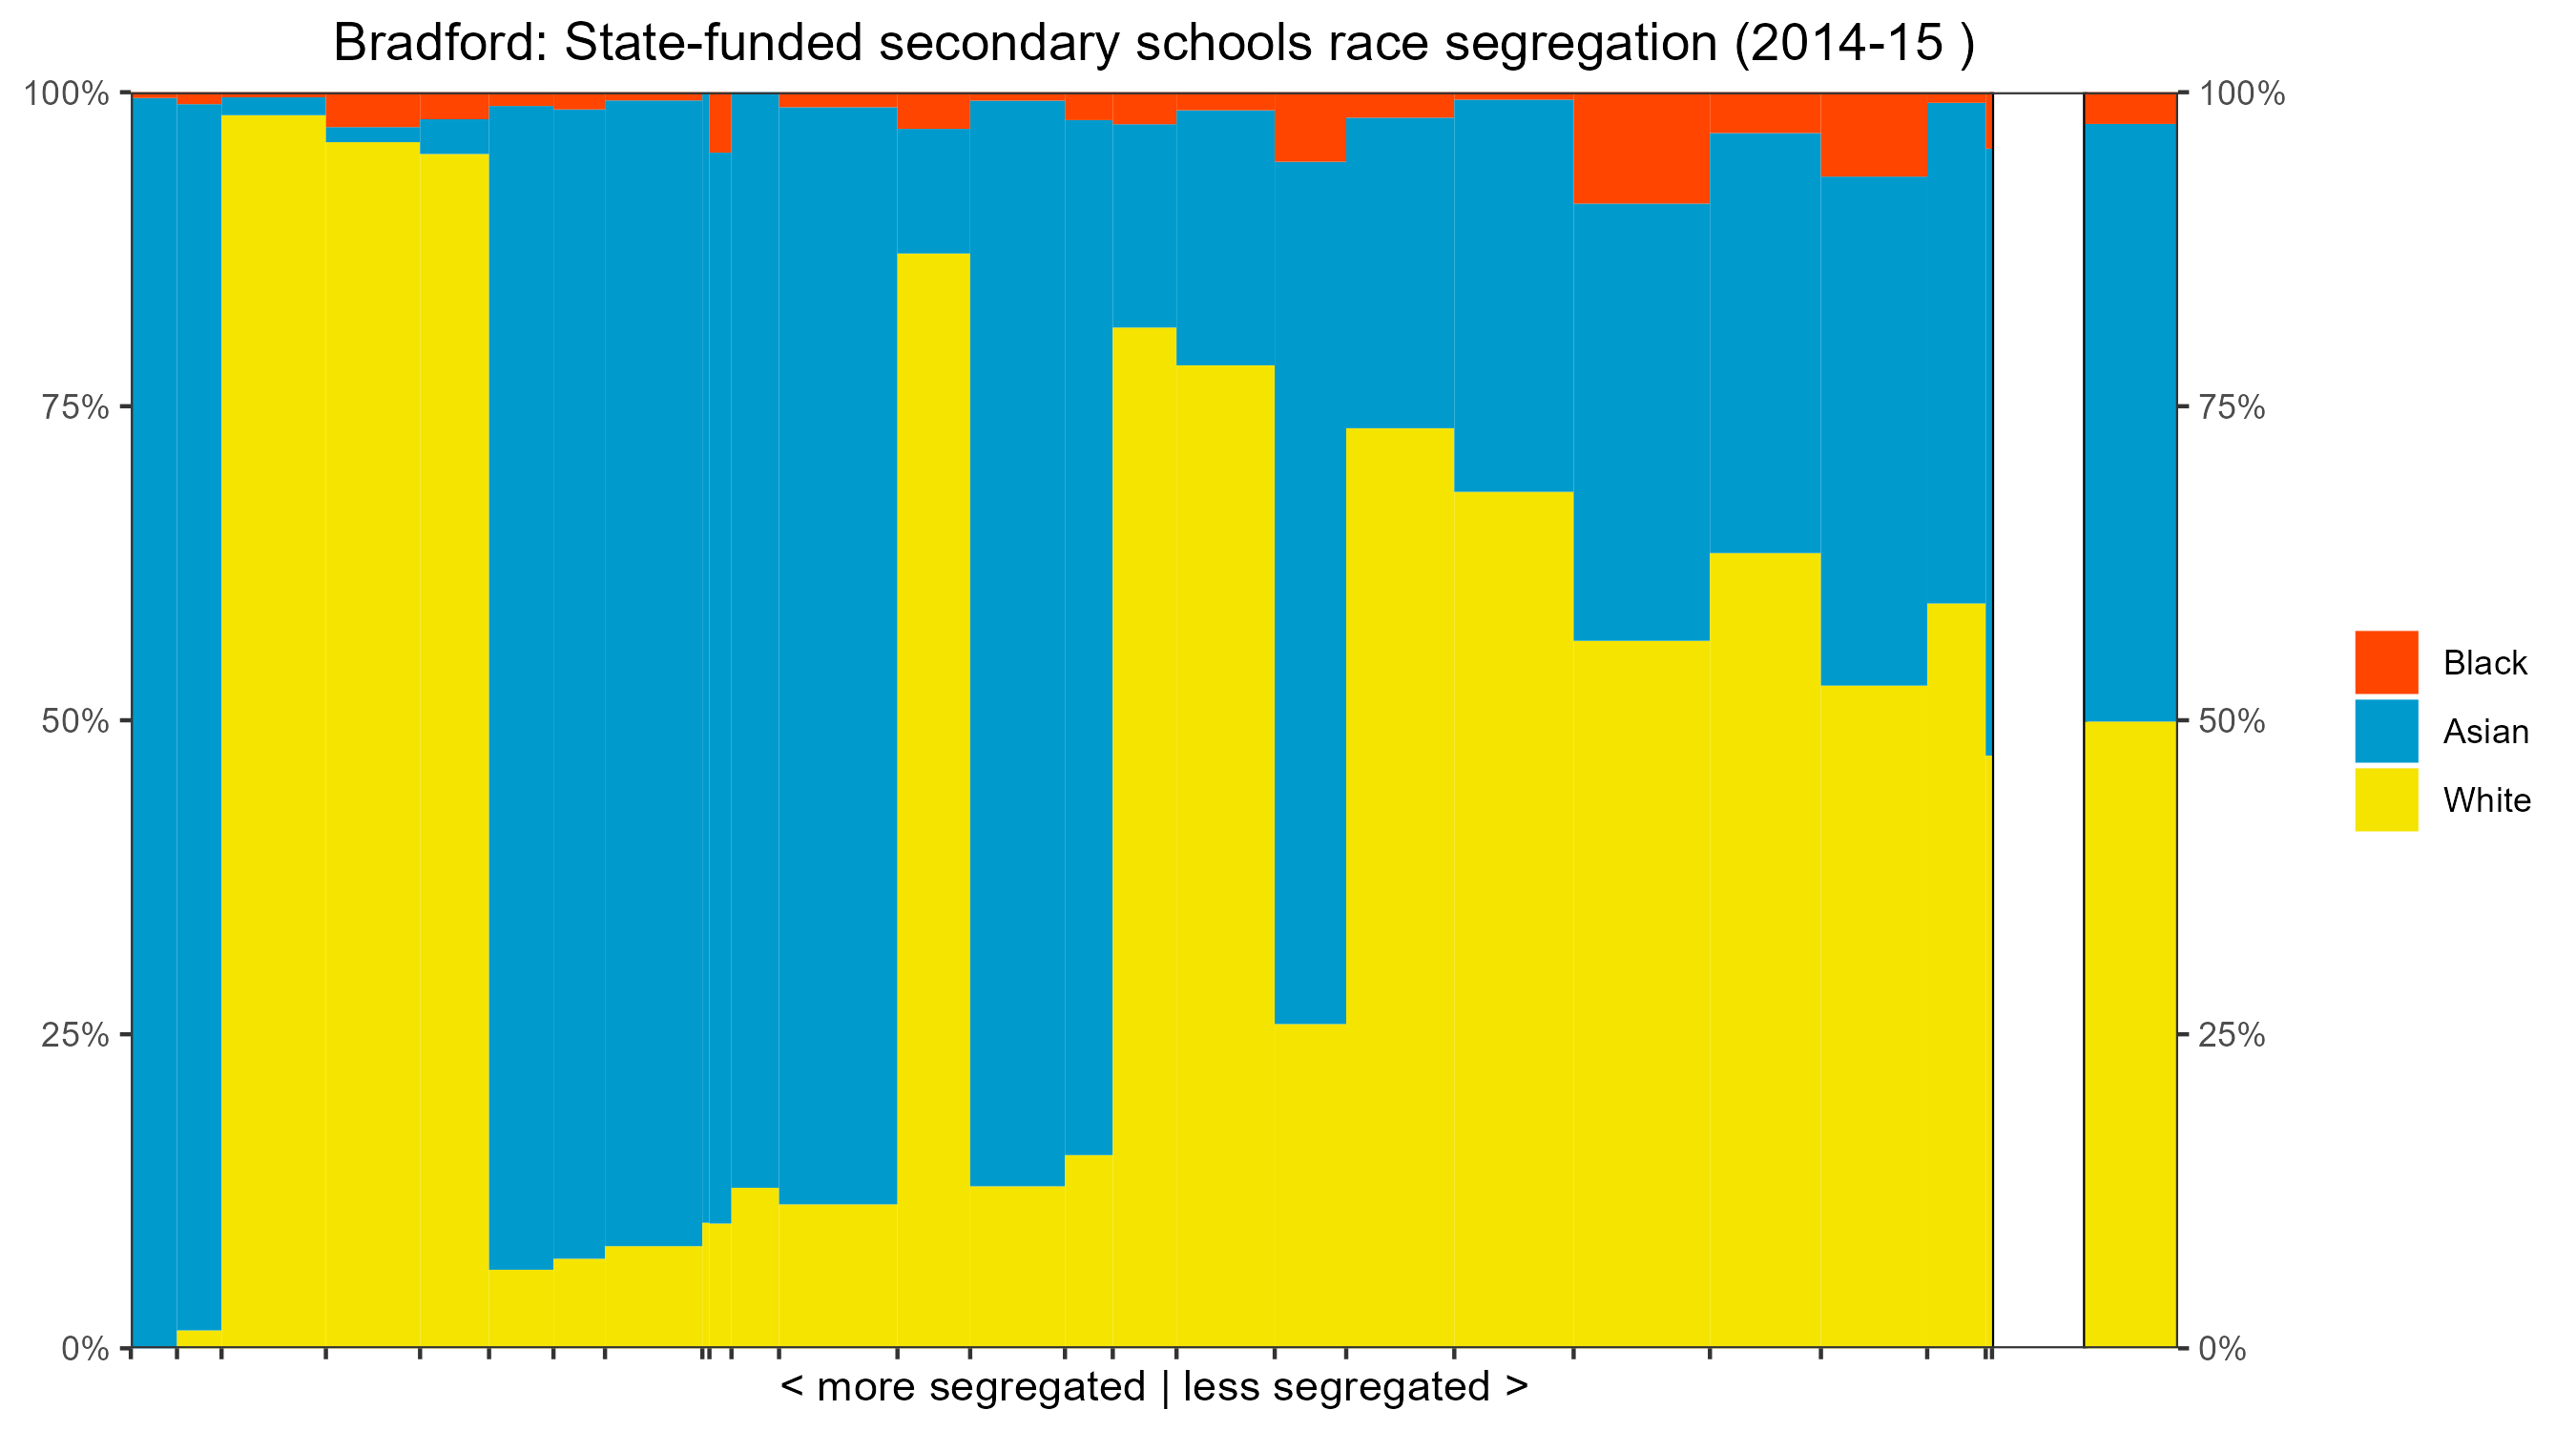 Bradford: State-funded secondary schools race segregation (2014-15 )
100%
75%
50%
25%
0%
100%
75%
50%
25%
0%
Black
Asian
White
< more segregated | less segregated >